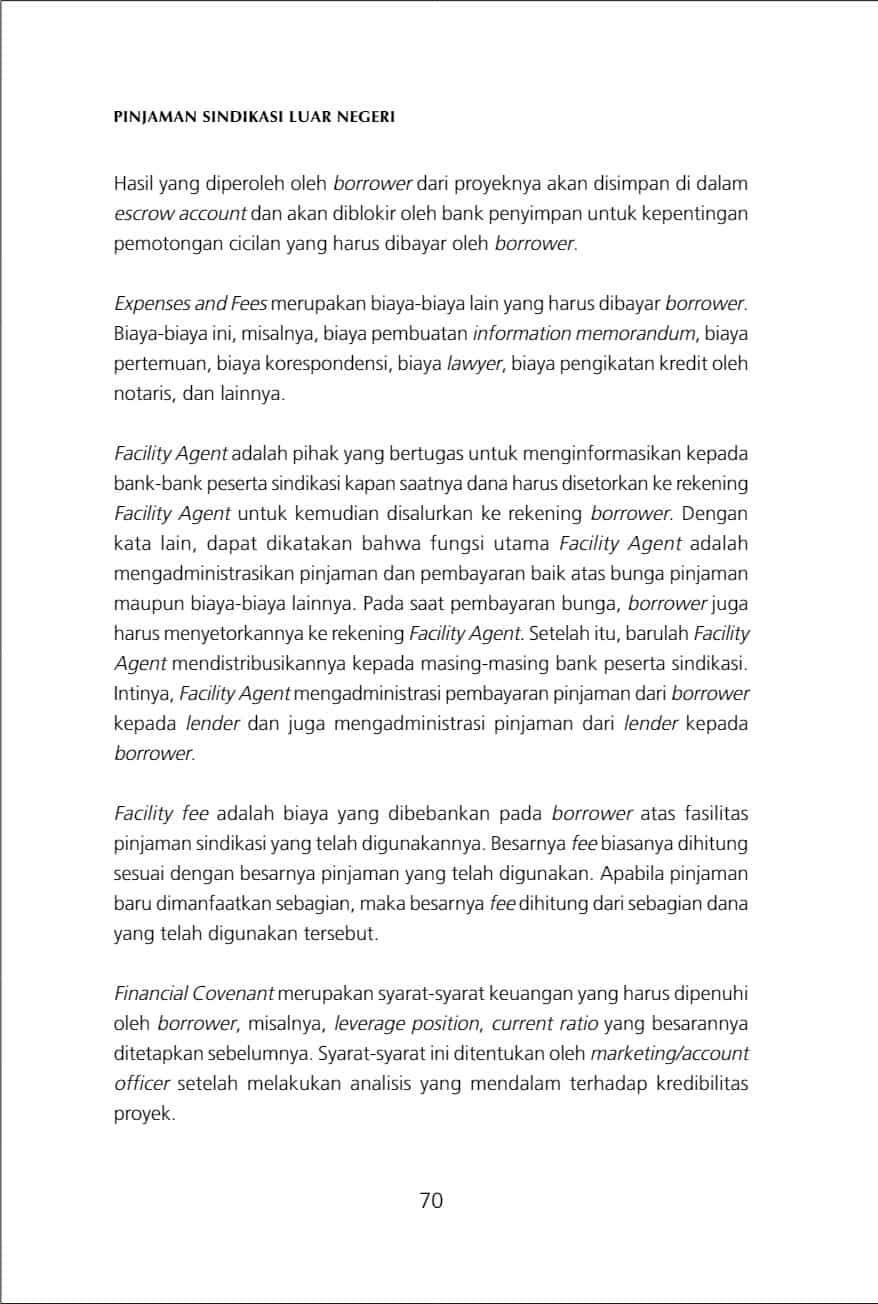 PINJAMAN SINDIKASI LUAR NEGERI
Hasil yang diperoleh oleh borrower dari proyeknya akan disimpan di dalam
escrow account dan akan diblokir oleh bank penyimpan untuk kepentingan
pemotongan cicilan yang harus dibayar oleh borrower.
Expenses and Fees merupakan biaya-biaya lain yang harus dibayar borrower.
Biaya-biaya ini, misalnya, biaya pembuatan information memorandum, biaya
pertemuan, biaya korespondensi, biaya lawyer, biaya pengikatan kredit oleh
notaris, dan lainnya.
Facility Agent adalah pihak yang bertugas untuk menginformasikan kepada
bank-bank peserta sindikasi kapan saatnya dana harus disetorkan ke rekening
Facility Agent untuk kemudian disalurkan ke rekening borrower. Dengan
kata lain, dapat dikatakan bahwa fungsi utama Facility Agent adalah
mengadministrasikan pinjaman dan pembayaran baik atas bunga pinjaman
maupun biaya-biaya lainnya. Pada saat pembayaran bunga, borrower juga
harus menyetorkannya ke rekening Facility Agent. Setelah itu, barulah Facility
Agent mendistribusikannya kepada masing-masing bank peserta sindikasi.
Intinya, Facility Agent mengadministrasi pembayaran pinjaman dari borrower
kepada lender dan juga mengadministrasi pinjaman dari lender kepada
borrower.
Facility fee adalah biaya yang dibebankan pada borrower atas fasilitas
pinjaman sindikasi yang telah digunakannya. Besarnya fee biasanya dihitung
sesuai dengan besarnya pinjaman yang telah digunakan. Apabila pinjaman
baru dimanfaatkan sebagian, maka besarnya fee dihitung dari sebagian dana
yang telah digunakan tersebut.
Financial Covenant merupakan syarat-syarat keuangan yang harus dipenuhi
oleh borrower, misalnya, leverage position, current ratio yang besarannya
ditetapkan sebelumnya. Syarat-syarat ini ditentukan oleh marketing/account
officer setelah melakukan analisis yang mendalam terhadap kredibilitas
proyek.
70